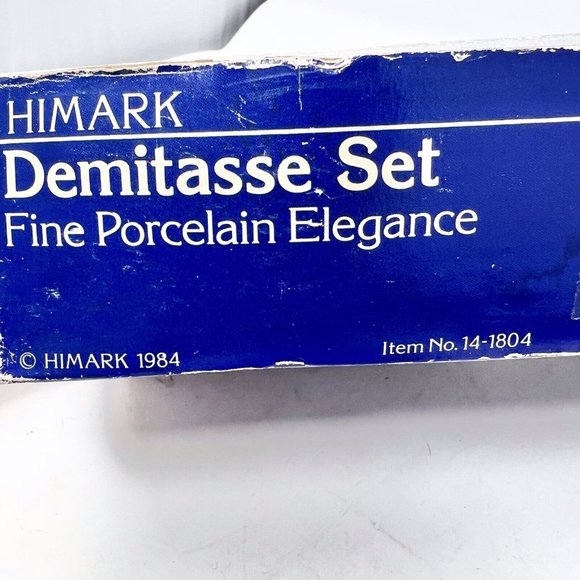 HIMARK
Demitasse Set
Fine Porcelain Elegance
© HIMARK 1984
Item No. 14-1804